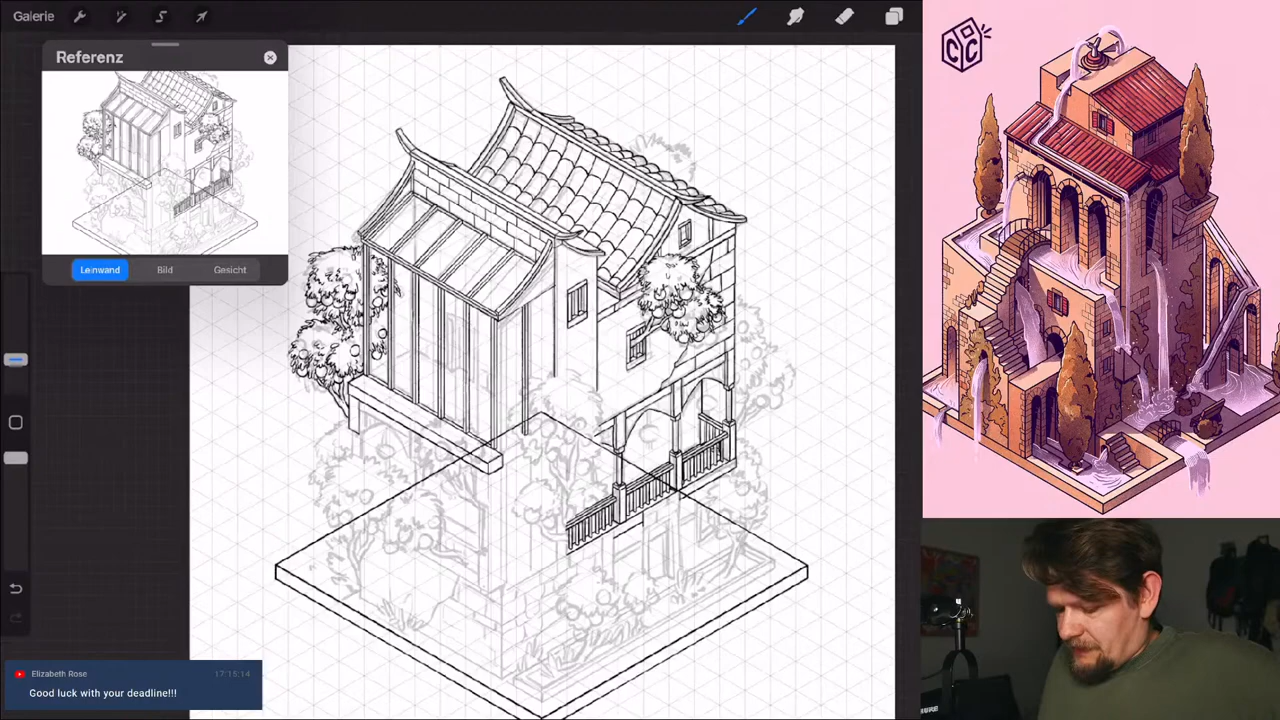 Galerie
Referenz
Leinwand
Bild
Gesicht
Elizabeth Rose
17:15:14
Good luck with your deadline!!!